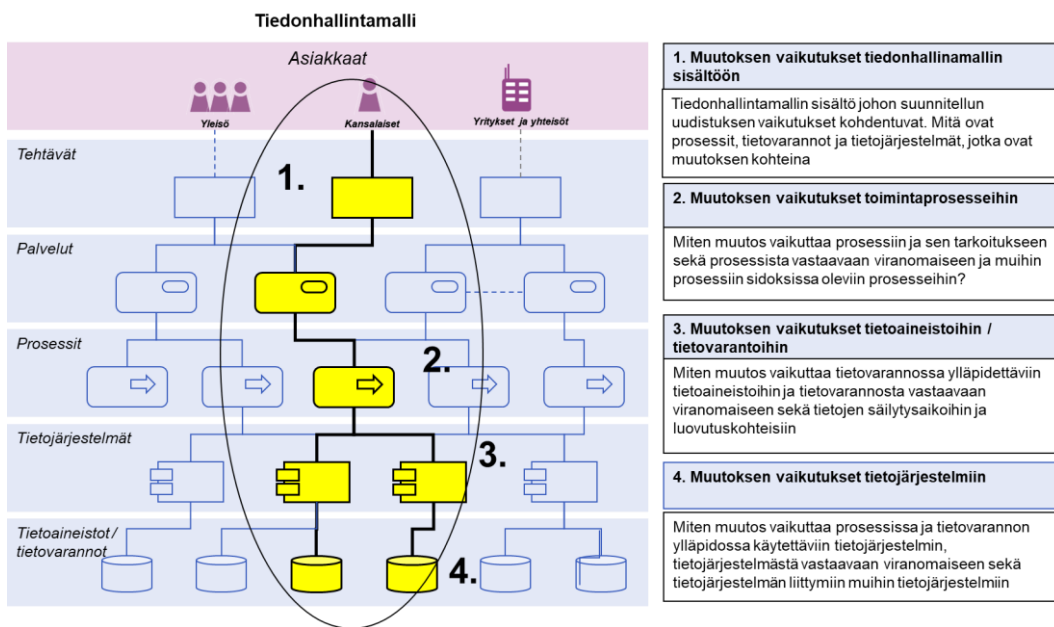 Tiedonhallintamalli
Asiakkaat
Yleisö
Kansalaiset
Yritykset ja yhteisöt
Tehtävät
1.
Palvelut
Prosessit
2.
Tietojärjestelmät
3.
Tietoaineistot/
tietovarannot
4.
1. Muutoksen vaikutukset tiedonhallinamallin
sisältöön
Tiedonhallintamallin sisältö johon suunnitellun
uudistuksen vaikutukset kohdentuvat. Mitä ovat
prosessit, tietovarannot ja tietojärjestelmät, jotka ovat
muutoksen kohteina
2. Muutoksen vaikutukset toimintaprosesseihin
Miten muutos vaikuttaa prosessiin ja sen tarkoitukseen
sekä prosessista vastaavaan viranomaiseen ja muihin
prosessiin sidoksissa oleviin prosesseihin?
3. Muutoksen vaikutukset tietoaineistoihin /
tietovarantoihin
Miten muutos vaikuttaa tietovarannossa ylläpidettäviin
tietoaineistoihin ja tietovarannosta vastaavaan
viranomaiseen sekä tietojen säilytysaikoihin ja
luovutuskohteisiin
4. Muutoksen vaikutukset tietojärjestelmiin
Miten muutos vaikuttaa prosessissa ja tietovarannon
ylläpidossa käytettäviin tietojärjestelmin,
tietojärjestelmästä vastaavaan viranomaiseen sekä
tietojärjestelmän liittymiin muihin tietojärjestelmiin